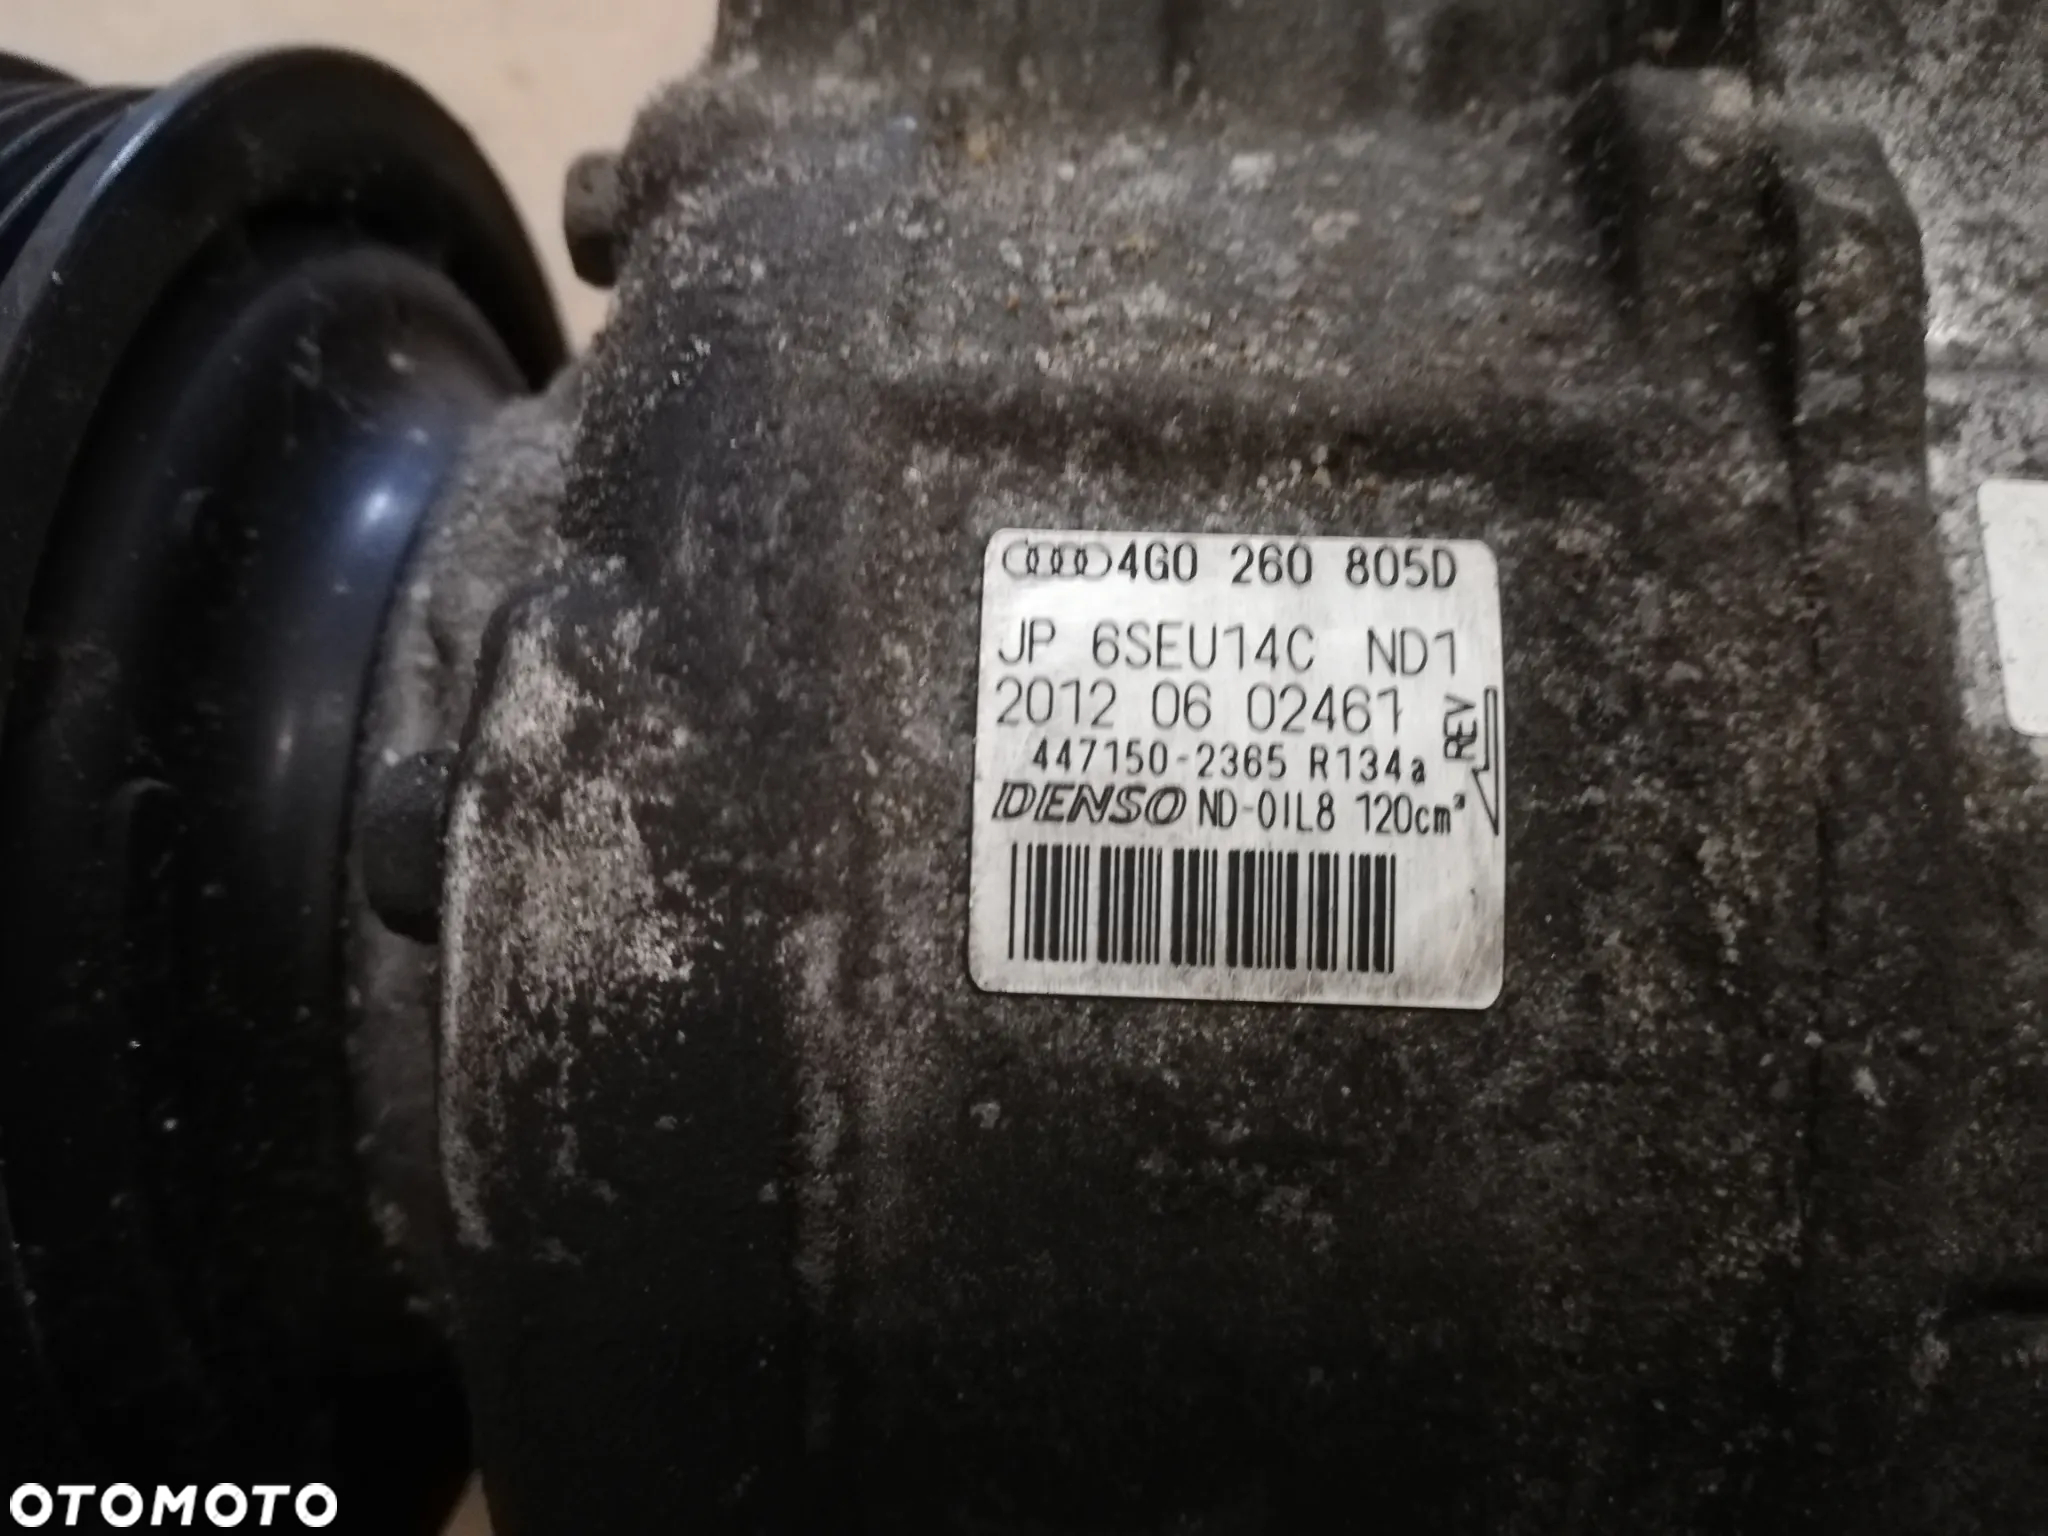 4G0 260 805D
JP 6SEU14C ND1
2012 06 02461
REV
447150-2365 R134a
DENSO ND-OIL8 120cm³
OTOMOTO